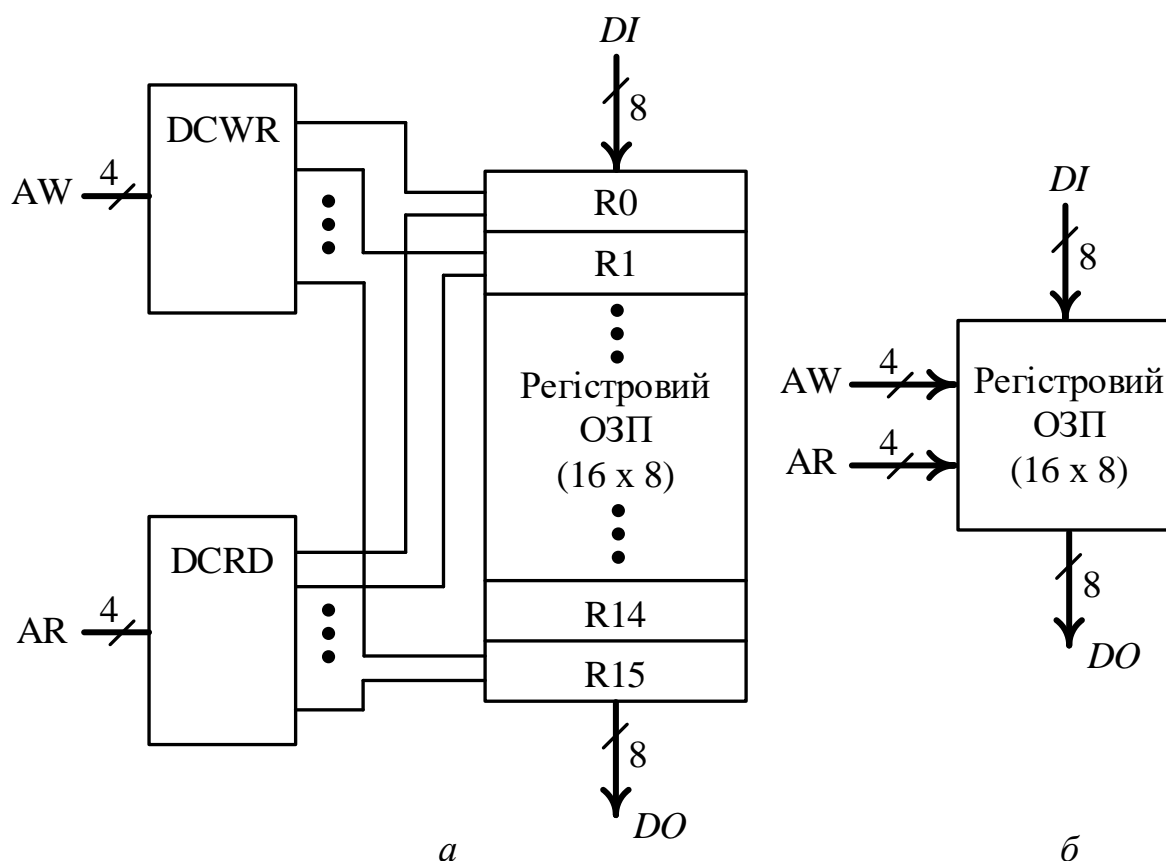 DI
8
DCWR
4
AW
R0
R1
Регістровий
ОЗП
(16 x 8)
DCRD
4
AR
R14
R15
8
DO
а
DI
8
4
AW
4
AR
Регістровий
ОЗП
(16 x 8)
8
DO
б